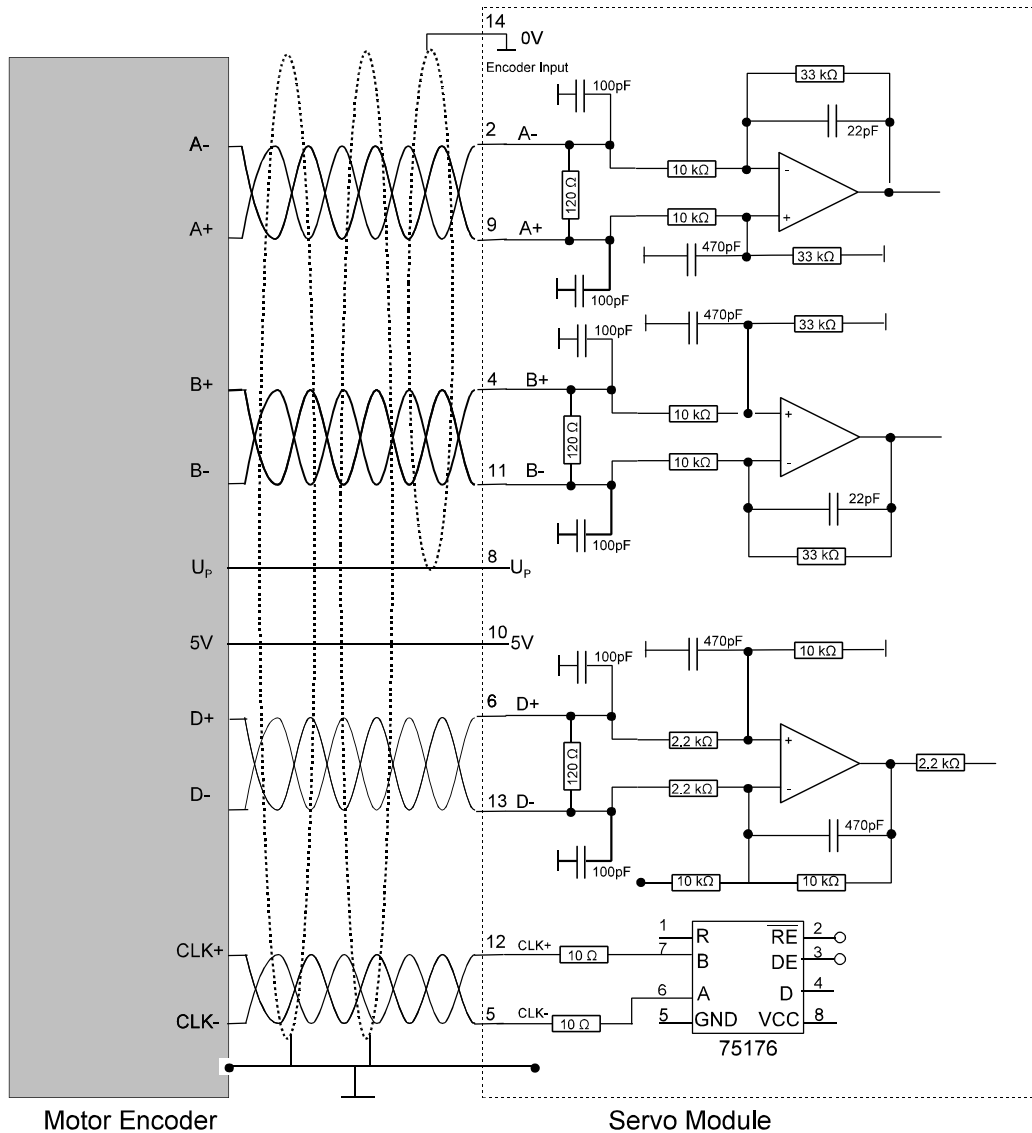 14
0V
Encoder Input
100pF
33 kΩ
22pF
A-
2
A-
10 kΩ
-
120 Ω
10 kΩ
+
A+
9
A+
470pF
33 kΩ
100pF
100pF
470pF
33 kΩ
B+
4
B+
10 kΩ
+
120 Ω
10 kΩ
-
B-
11
B-
22pF
100pF
33 kΩ
UP
8
UP
5V
10
5V
470pF
10 kΩ
100pF
D+
6
D+
2.2 kΩ
+
120 Ω
2.2 kΩ
2.2 kΩ
-
D-
13
D-
470pF
100pF
10 kΩ
10 kΩ
CLK+
12
CLK+
10 Ω
1
R
RE
2
7
B
DE
3
6
A
D
4
CLK-
5
CLK-
10 Ω
5
GND
VCC
8
75176
Motor Encoder
Servo Module